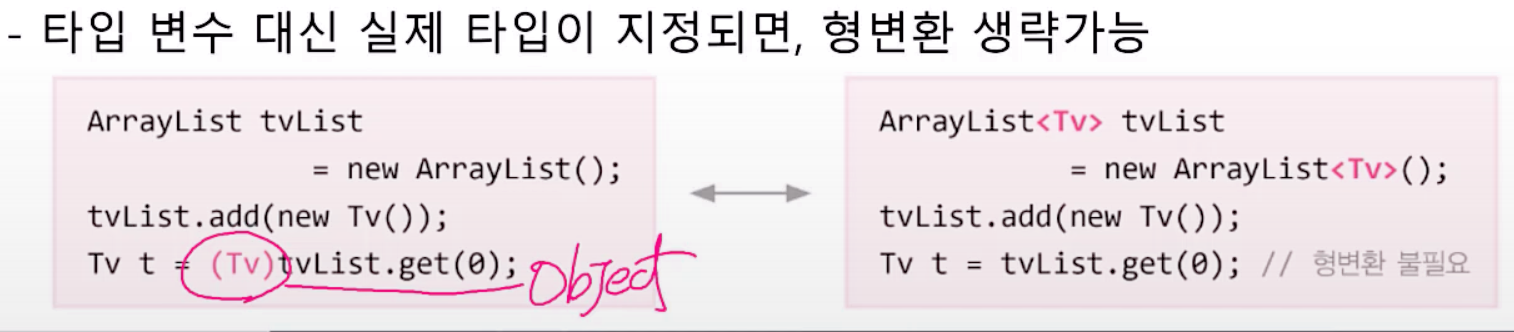 - 타입 변수 대신 실제 타입이 지정되면, 형변환 생략가능
ArrayList tvList
= new ArrayList();
tvList.add(new Tv());
Tv t = (Tv)tvList.get(0);
Object
ArrayList<Tv> tvList
= new ArrayList<Tv>();
tvList.add(new Tv());
Tv t = tvList.get(0); // 형변환 불필요